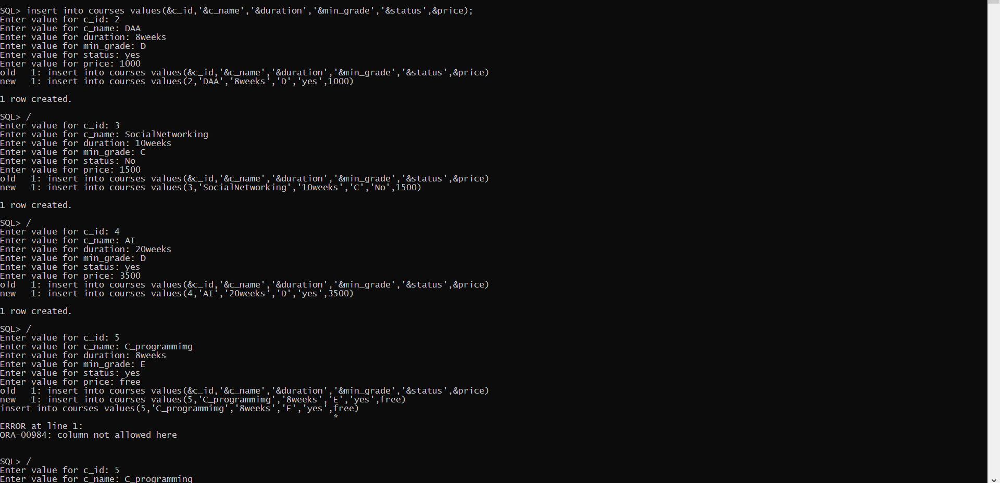 SQL> insert into courses values(&c_id,'&c_name','&duration','&min_grade','&status',&price);
Enter value for c_id: 2
Enter value for c_name: DAA
Enter value for duration: 8weeks
Enter value for min_grade: D
Enter value for status: yes
Enter value for price: 1000
old   1: insert into courses values(&c_id,'&c_name','&duration','&min_grade','&status',&price)
new   1: insert into courses values(2,'DAA','8weeks','D','yes',1000)
1 row created.
SQL> /
Enter value for c_id: 3
Enter value for c_name: SocialNetworking
Enter value for duration: 10weeks
Enter value for min_grade: C
Enter value for status: No
Enter value for price: 1500
old   1: insert into courses values(&c_id,'&c_name','&duration','&min_grade','&status',&price)
new   1: insert into courses values(3,'SocialNetworking','10weeks','C','No',1500)
1 row created.
SQL> /
Enter value for c_id: 4
Enter value for c_name: AI
Enter value for duration: 20weeks
Enter value for min_grade: D
Enter value for status: yes
Enter value for price: 3500
old   1: insert into courses values(&c_id,'&c_name','&duration','&min_grade','&status',&price)
new   1: insert into courses values(4,'AI','20weeks','D','yes',3500)
1 row created.
SQL> /
Enter value for c_id: 5
Enter value for c_name: C_programmimg
Enter value for duration: 8weeks
Enter value for min_grade: E
Enter value for status: yes
Enter value for price: free
old   1: insert into courses values(&c_id,'&c_name','&duration','&min_grade','&status',&price)
new   1: insert into courses values(5,'C_programmimg','8weeks','E','yes',free)
insert into courses values(5,'C_programmimg','8weeks','E','yes',free)
*
ERROR at line 1:
ORA-00984: column not allowed here
SQL> /
Enter value for c_id: 5
Enter value for c_name: C_programming